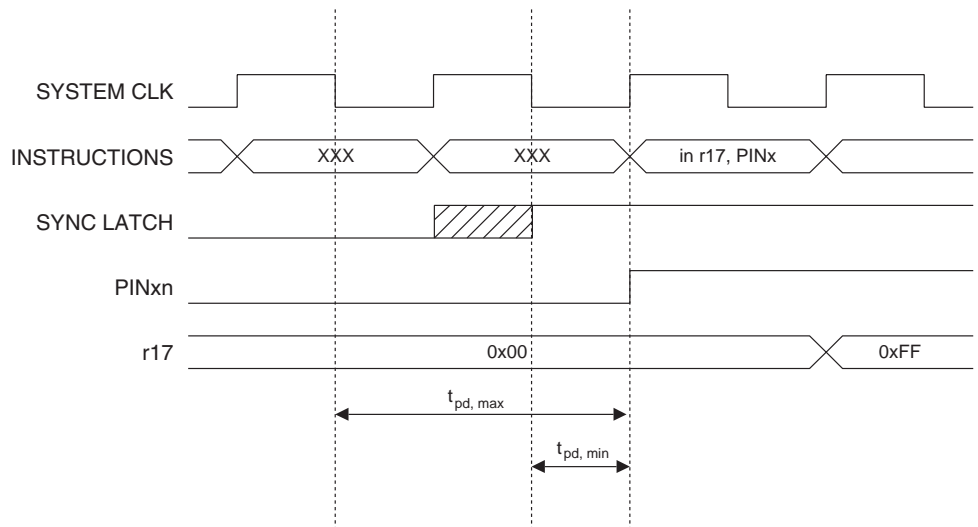 SYSTEM CLK
INSTRUCTIONS XXX XXX in r17, PINx
SYNC LATCH
PINxn
r17 0x00 0xFF
tpd, max
tpd, min